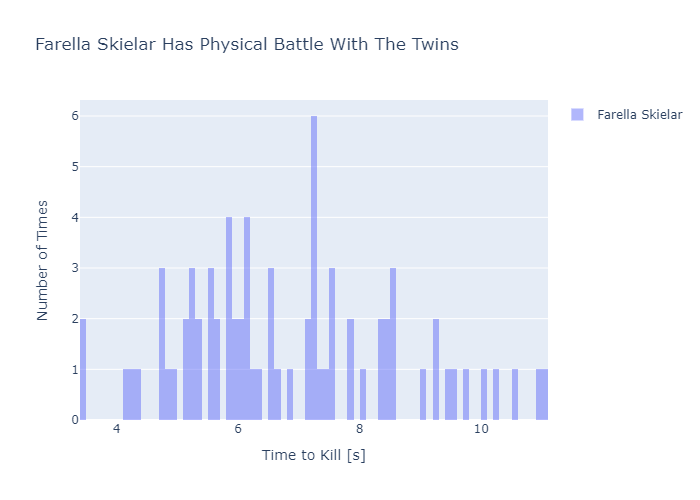 Farella Skielar Has Physical Battle With The Twins
Farella Skielar
6
5
4
3
2
1
0
Number of Times
4 6 8 10
Time to Kill [s]